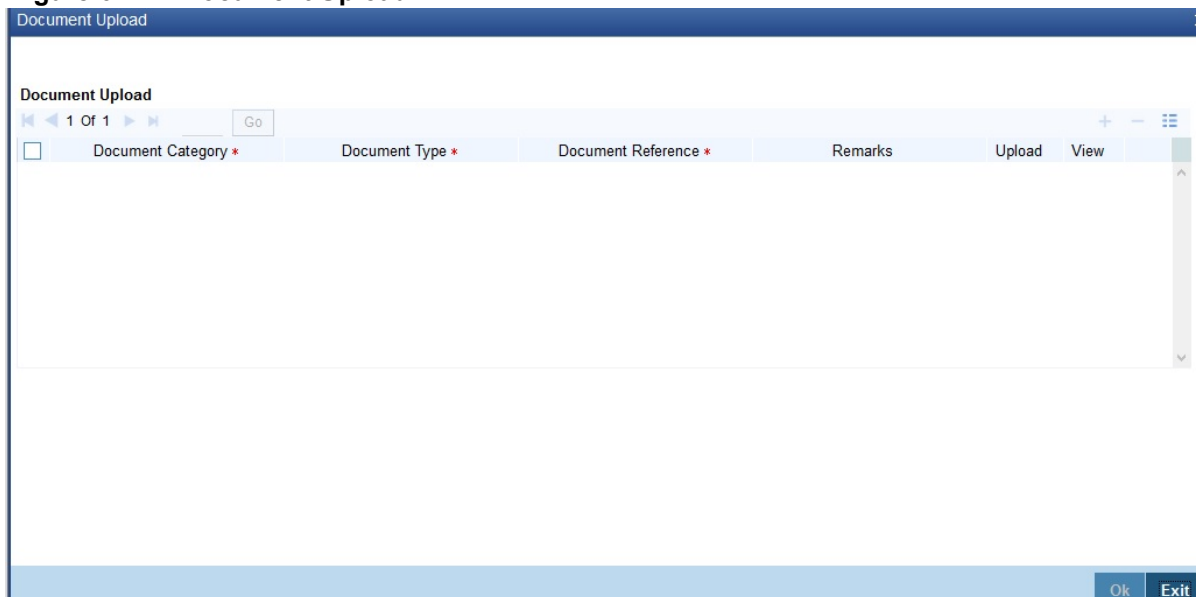 Document Upload
Document Upload
1 Of 1 Go
Document Category * Document Type * Document Reference * Remarks Upload View
Ok Exit